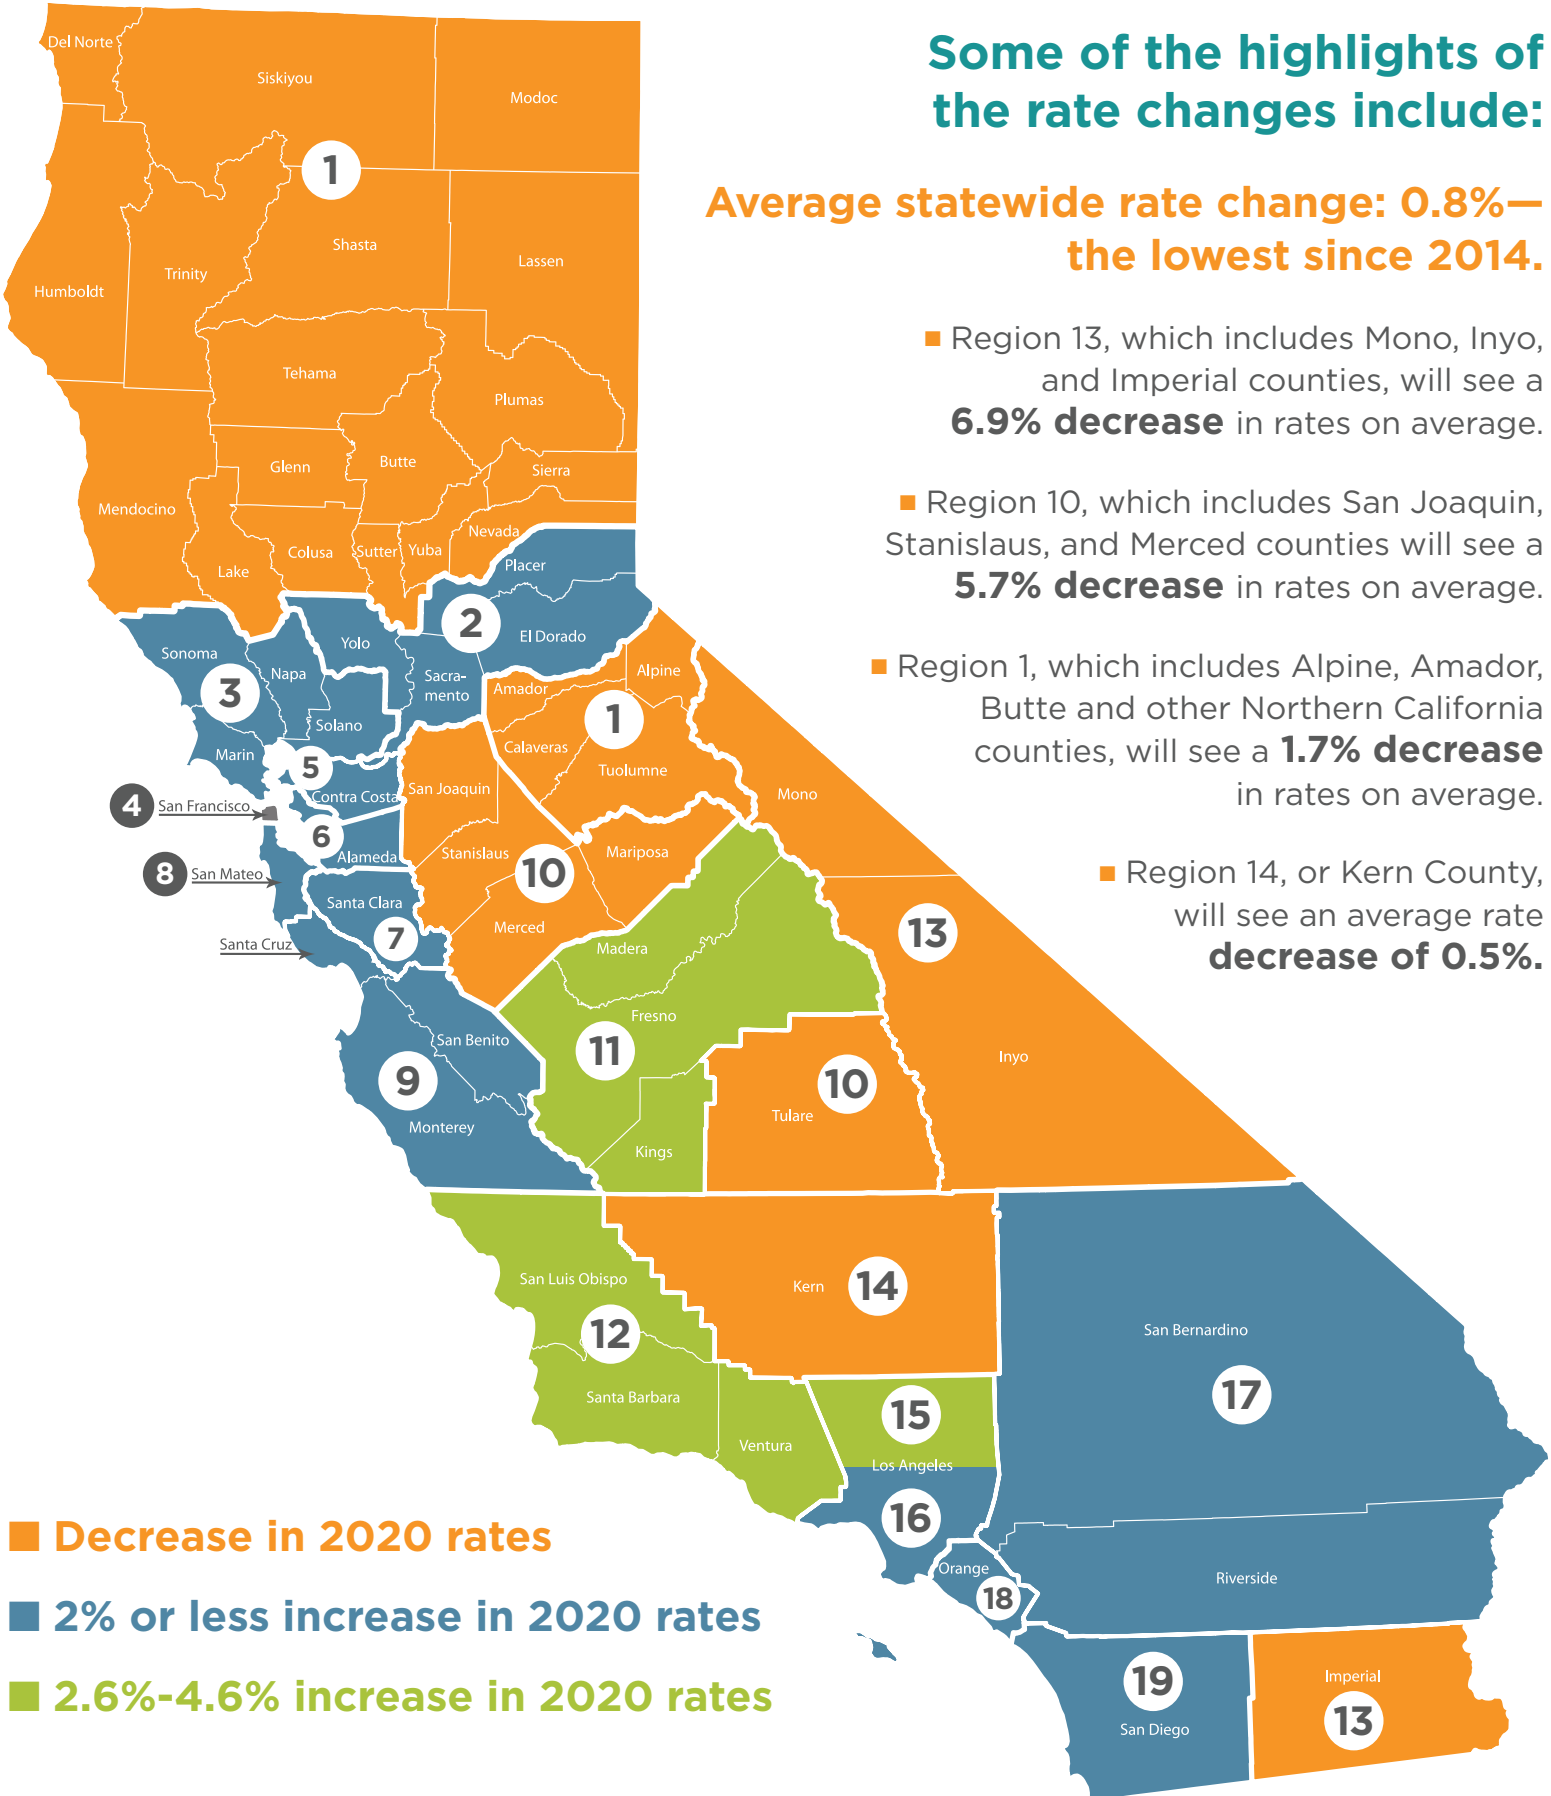 Some of the highlights of
the rate changes include:
Average statewide rate change: 0.8%—
the lowest since 2014.
■ Region 13, which includes Mono, Inyo,
and Imperial counties, will see a
6.9% decrease in rates on average.
■ Region 10, which includes San Joaquin,
Stanislaus, and Merced counties will see a
5.7% decrease in rates on average.
■ Region 1, which includes Alpine, Amador,
Butte and other Northern California
counties, will see a 1.7% decrease
in rates on average.
■ Region 14, or Kern County,
will see an average rate
decrease of 0.5%.
Del Norte
Siskiyou
Modoc
1
Shasta
Trinity
Lassen
Humboldt
Tehama
Plumas
Glenn
Butte
Sierra
Mendocino
Nevada
Colusa
Sutter
Yuba
Lake
Placer
2
El Dorado
Yolo
Sonoma
Napa
Sacra-
mento
3
Alpine
Amador
1
Solano
Calaveras
Marin
5
Tuolumne
San Joaquin
Contra Costa
Mono
4
San Francisco
6
Alameda
Stanislaus
Mariposa
10
8
San Mateo
Santa Clara
Merced
7
13
Santa Cruz
Madera
Fresno
San Benito
11
Inyo
9
10
Tulare
Monterey
Kings
San Luis Obispo
Kern
14
12
San Bernardino
Santa Barbara
17
15
Ventura
Los Angeles
16
Orange
18
Riverside
19
San Diego
Imperial
13
■ Decrease in 2020 rates
■ 2% or less increase in 2020 rates
■ 2.6%-4.6% increase in 2020 rates